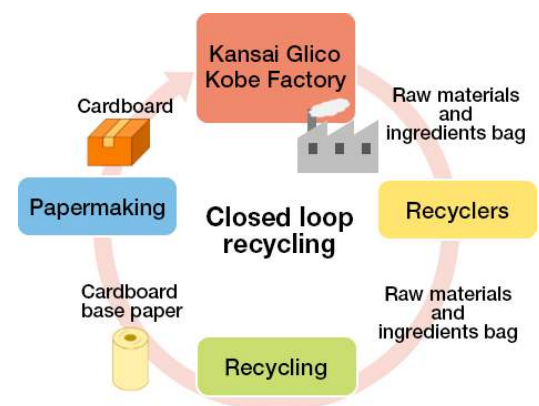 Kansai Glico
Kobe Factory
Cardboard
Raw materials
and
ingredients bag
Papermaking
Closed loop
recycling
Recyclers
Cardboard
base paper
Raw materials
and
ingredients bag
Recycling